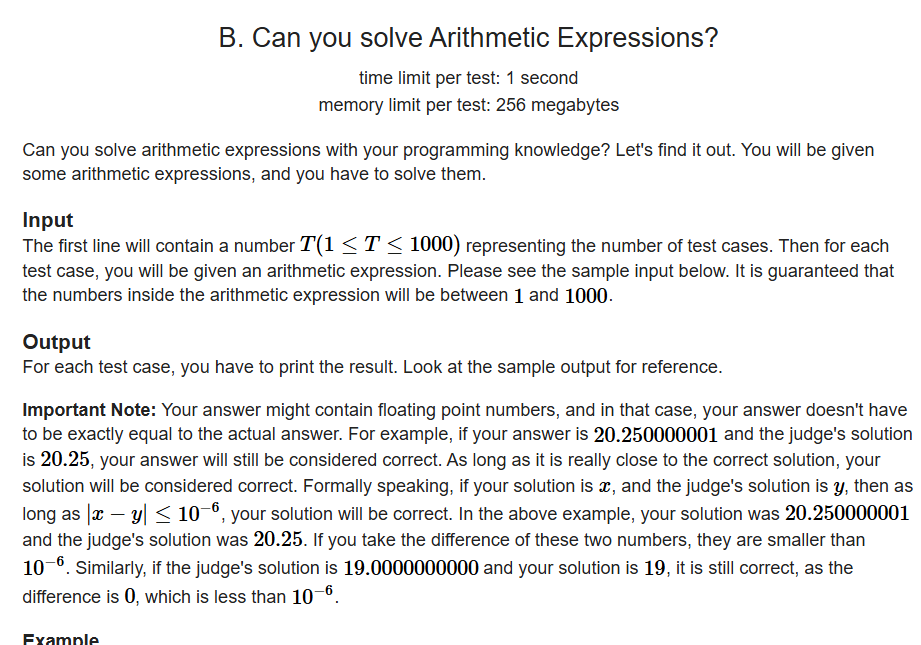 B. Can you solve Arithmetic Expressions?
time limit per test: 1 second
memory limit per test: 256 megabytes
Can you solve arithmetic expressions with your programming knowledge? Let's find it out. You will be given
some arithmetic expressions, and you have to solve them.
Input
The first line will contain a number T(1 ≤ T ≤ 1000) representing the number of test cases. Then for each
test case, you will be given an arithmetic expression. Please see the sample input below. It is guaranteed that
the numbers inside the arithmetic expression will be between 1 and 1000.
Output
For each test case, you have to print the result. Look at the sample output for reference.
Important Note: Your answer might contain floating point numbers, and in that case, your answer doesn't have
to be exactly equal to the actual answer. For example, if your answer is 20.250000001 and the judge's solution
is 20.25, your answer will still be considered correct. As long as it is really close to the correct solution, your
solution will be considered correct. Formally speaking, if your solution is x, and the judge's solution is y, then as
long as |x − y| ≤ 10⁻⁶, your solution will be correct. In the above example, your solution was 20.250000001
and the judge's solution was 20.25. If you take the difference of these two numbers, they are smaller than
10⁻⁶. Similarly, if the judge's solution is 19.0000000000 and your solution is 19, it is still correct, as the
difference is 0, which is less than 10⁻⁶.
Example